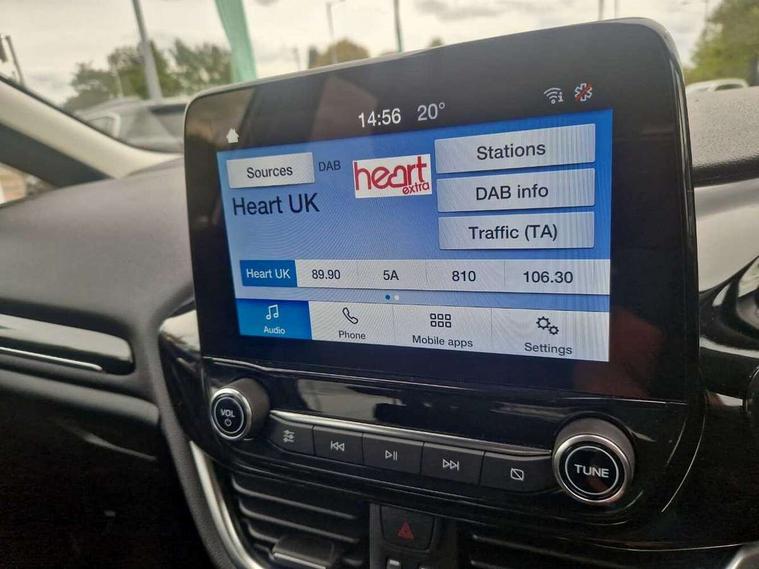 14:56 20°
Sources DAB
heart
extra
Stations
Heart UK
DAB info
Traffic (TA)
Heart UK 89.90 5A 810 106.30
Audio Phone Mobile apps Settings
VOL
TUNE